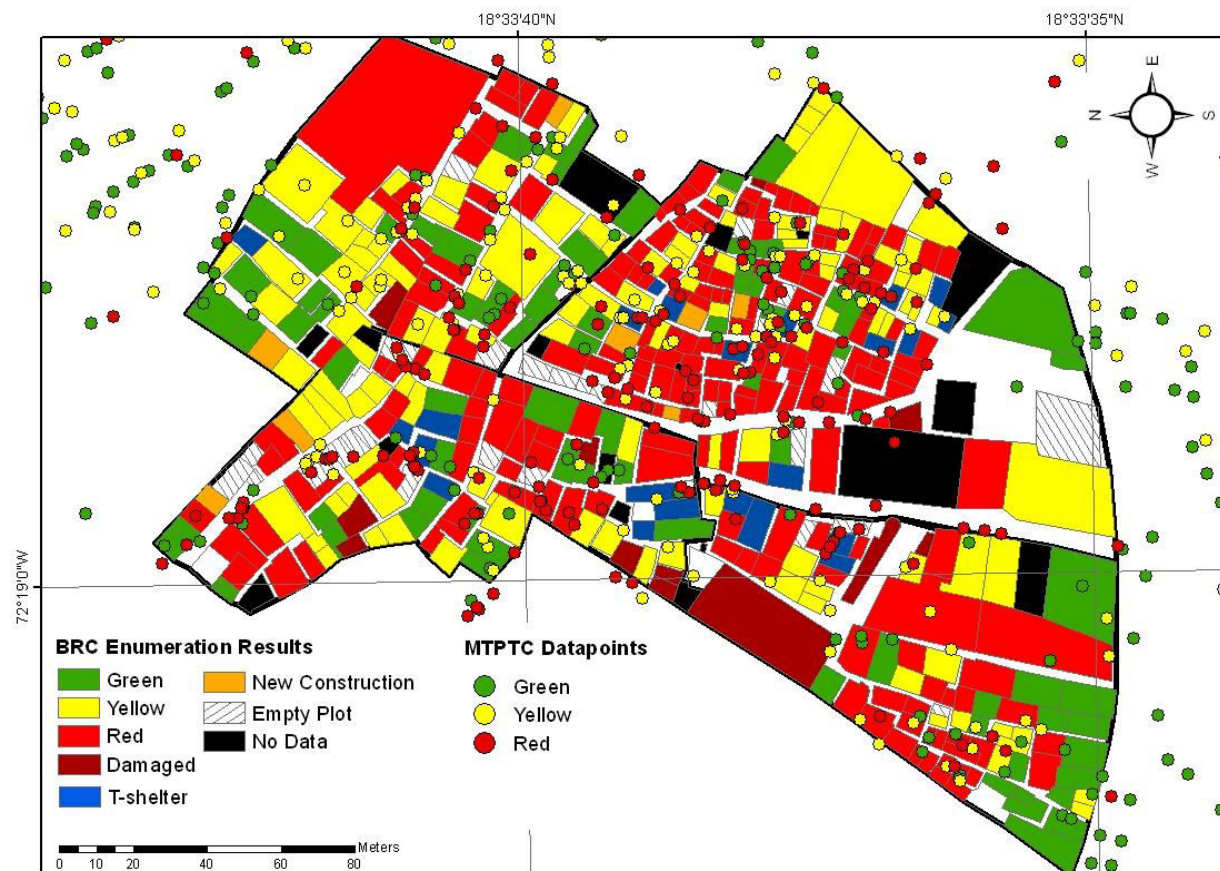 18°33'40"N 18°33'35"N
E
N S
W
72°19'0"W
BRC Enumeration Results
Green
Yellow
Red
Damaged
T-shelter
New Construction
Empty Plot
No Data
MTPTC Datapoints
Green
Yellow
Red
Meters
0 10 20 40 60 80